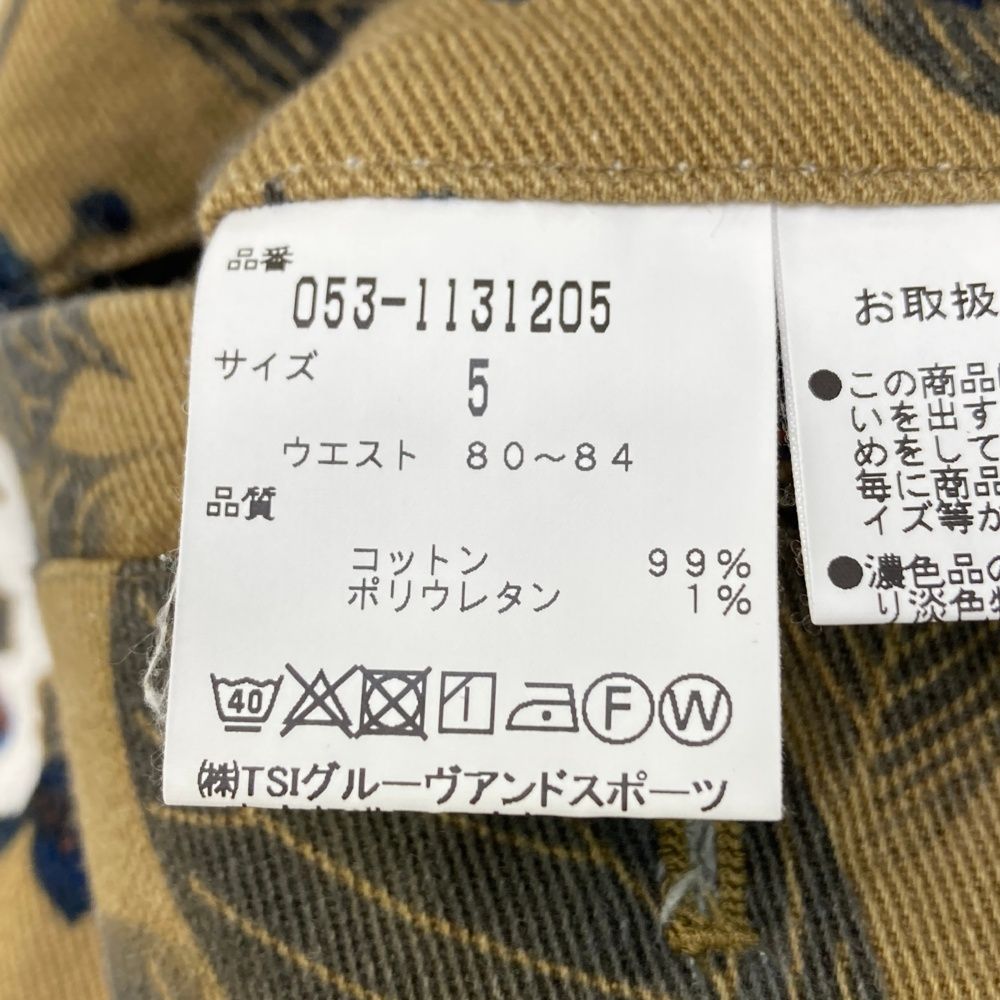 品番
053-1131205
サイズ
5
ウエスト 80~84
品質
コットン 99%
ポリウレタン 1%
40
F W
(株)TSIグルーヴアンドスポーツ
お取扱
●この商品
いを出す
めをして
毎に商品
イズ等が
●濃色品の
り淡色